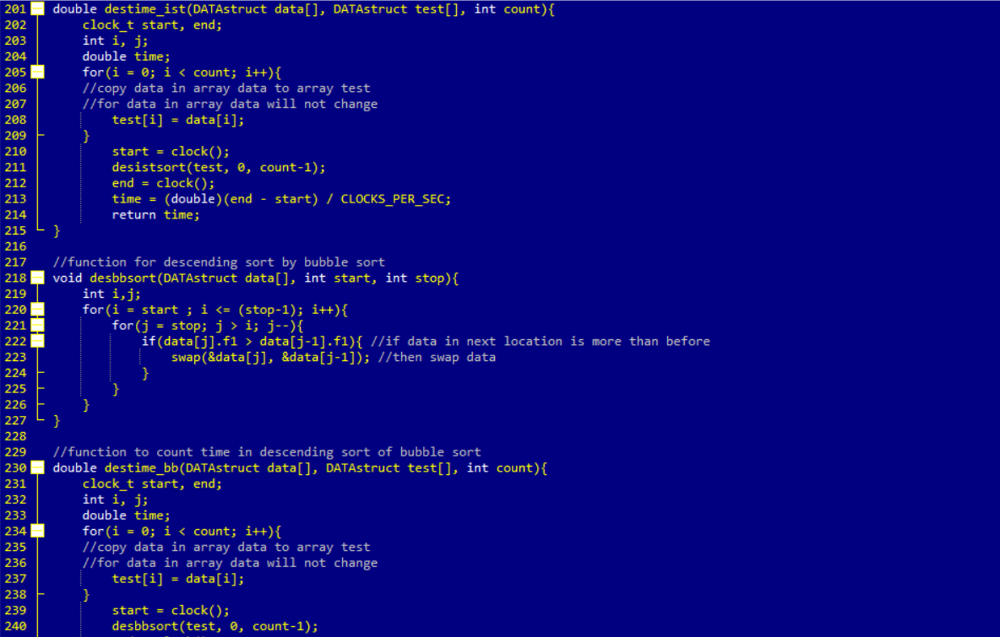 201 double destime_ist(DATAstruct data[], DATAstruct test[], int count){
202 clock_t start, end;
203 int i, j;
204 double time;
205 for(i = 0; i < count; i++){
206 //copy data in array data to array test
207 //for data in array data will not change
208 test[i] = data[i];
209 }
210 start = clock();
211 desistsort(test, 0, count-1);
212 end = clock();
213 time = (double)(end - start) / CLOCKS_PER_SEC;
214 return time;
215 }
216
217 //function for descending sort by bubble sort
218 void desbbsort(DATAstruct data[], int start, int stop){
219 int i,j;
220 for(i = start ; i <= (stop-1); i++){
221 for(j = stop; j > i; j--){
222 if(data[j].f1 > data[j-1].f1){ //if data in next location is more than before
223 swap(&data[j], &data[j-1]); //then swap data
224 }
225 }
226 }
227 }
228
229 //function to count time in descending sort of bubble sort
230 double destime_bb(DATAstruct data[], DATAstruct test[], int count){
231 clock_t start, end;
232 int i, j;
233 double time;
234 for(i = 0; i < count; i++){
235 //copy data in array data to array test
236 //for data in array data will not change
237 test[i] = data[i];
238 }
239 start = clock();
240 desbbsort(test, 0, count-1);